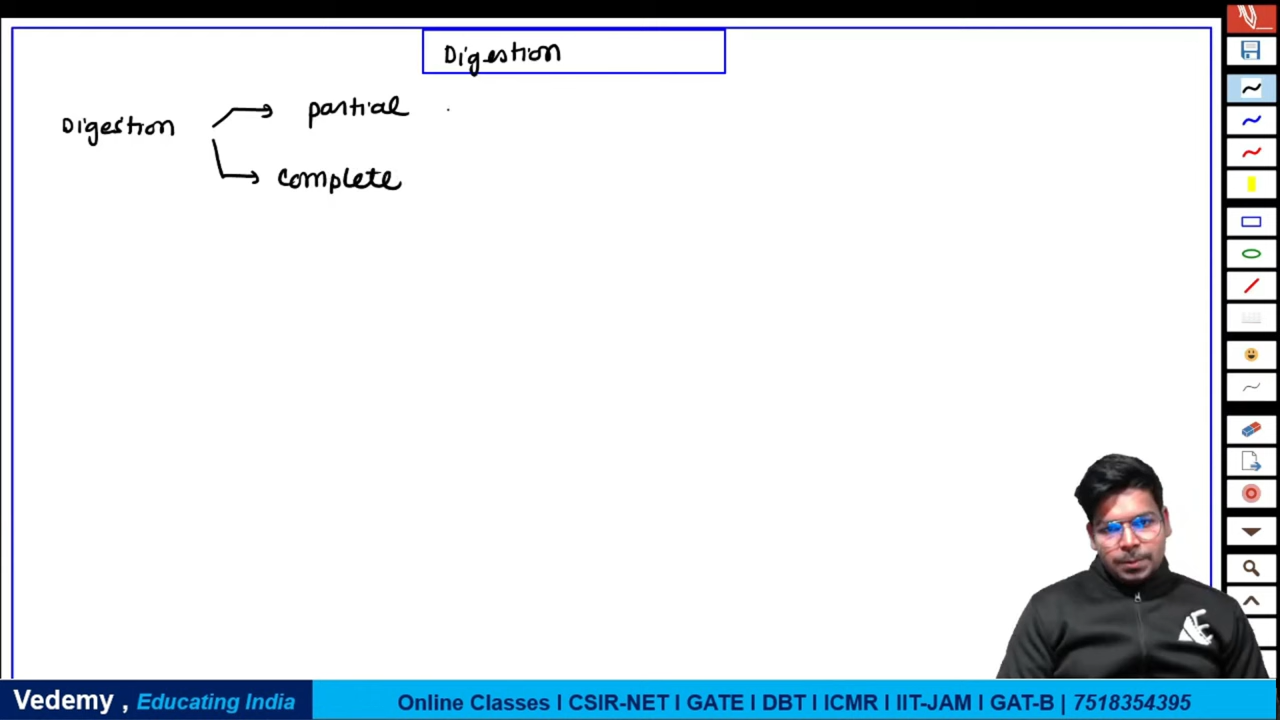 Digestion
Digestion
partial
complete
Vedemy , Educating India
Online Classes I CSIR-NET I GATE I DBT I ICMR I IIT-JAM I GAT-B | 7518354395